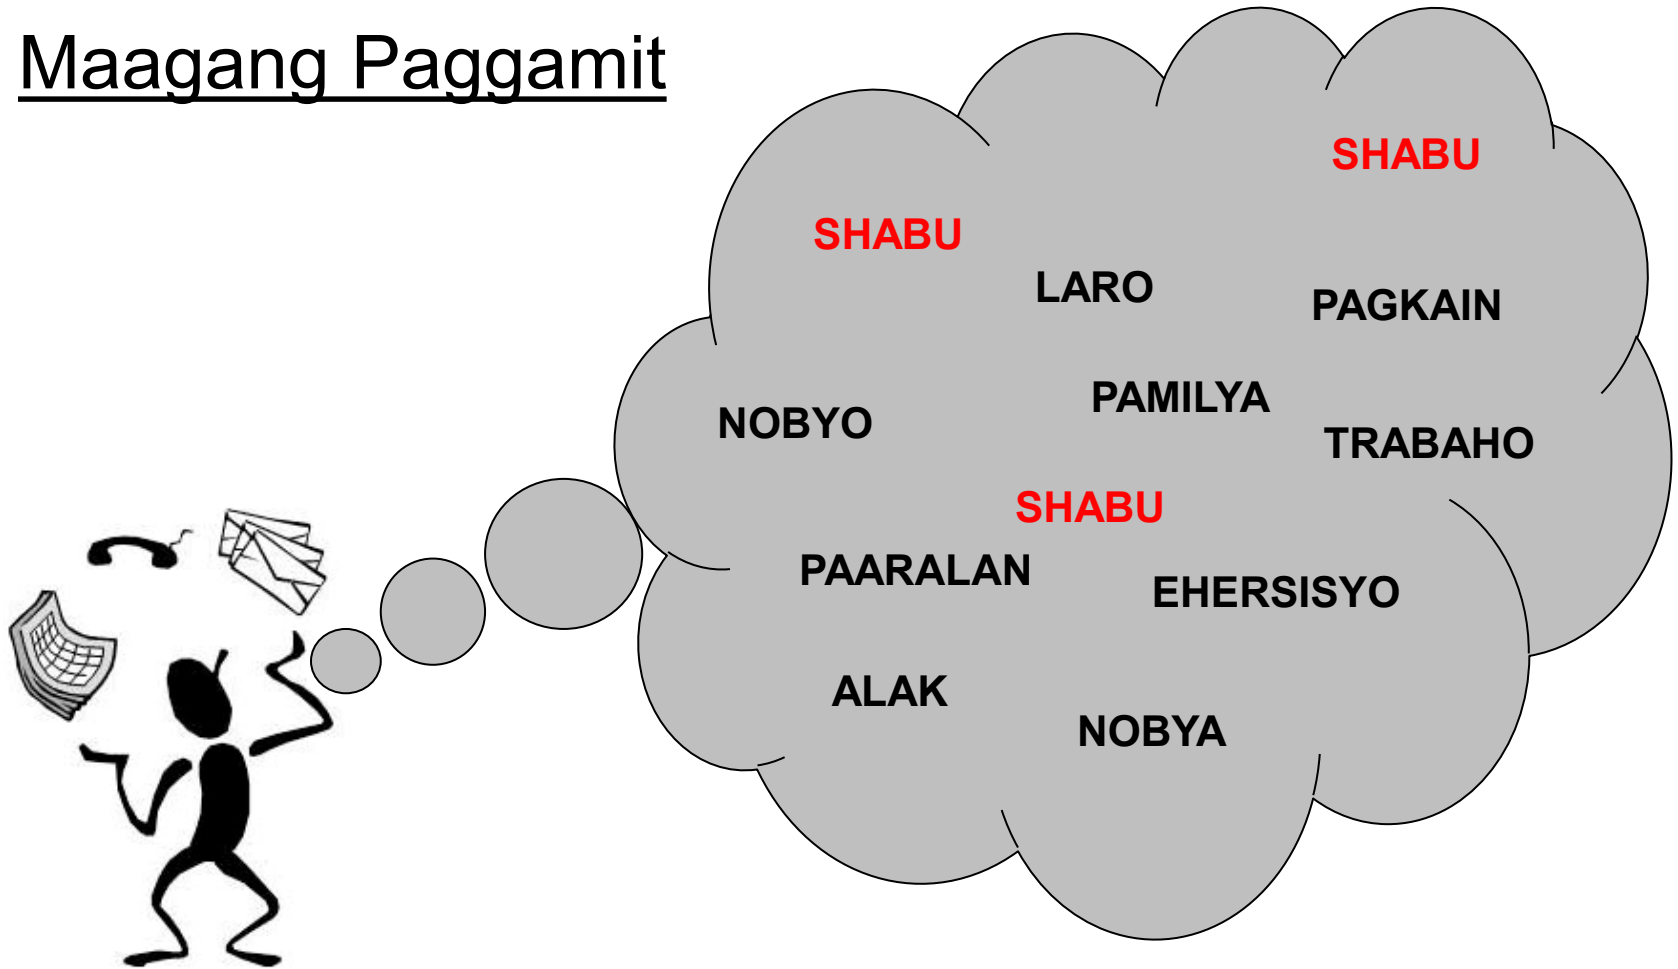 Maagang Paggamit
SHABU
SHABU
LARO
PAGKAIN
PAMILYA
NOBYO
TRABAHO
SHABU
PAARALAN
EHERSISYO
ALAK
NOBYA